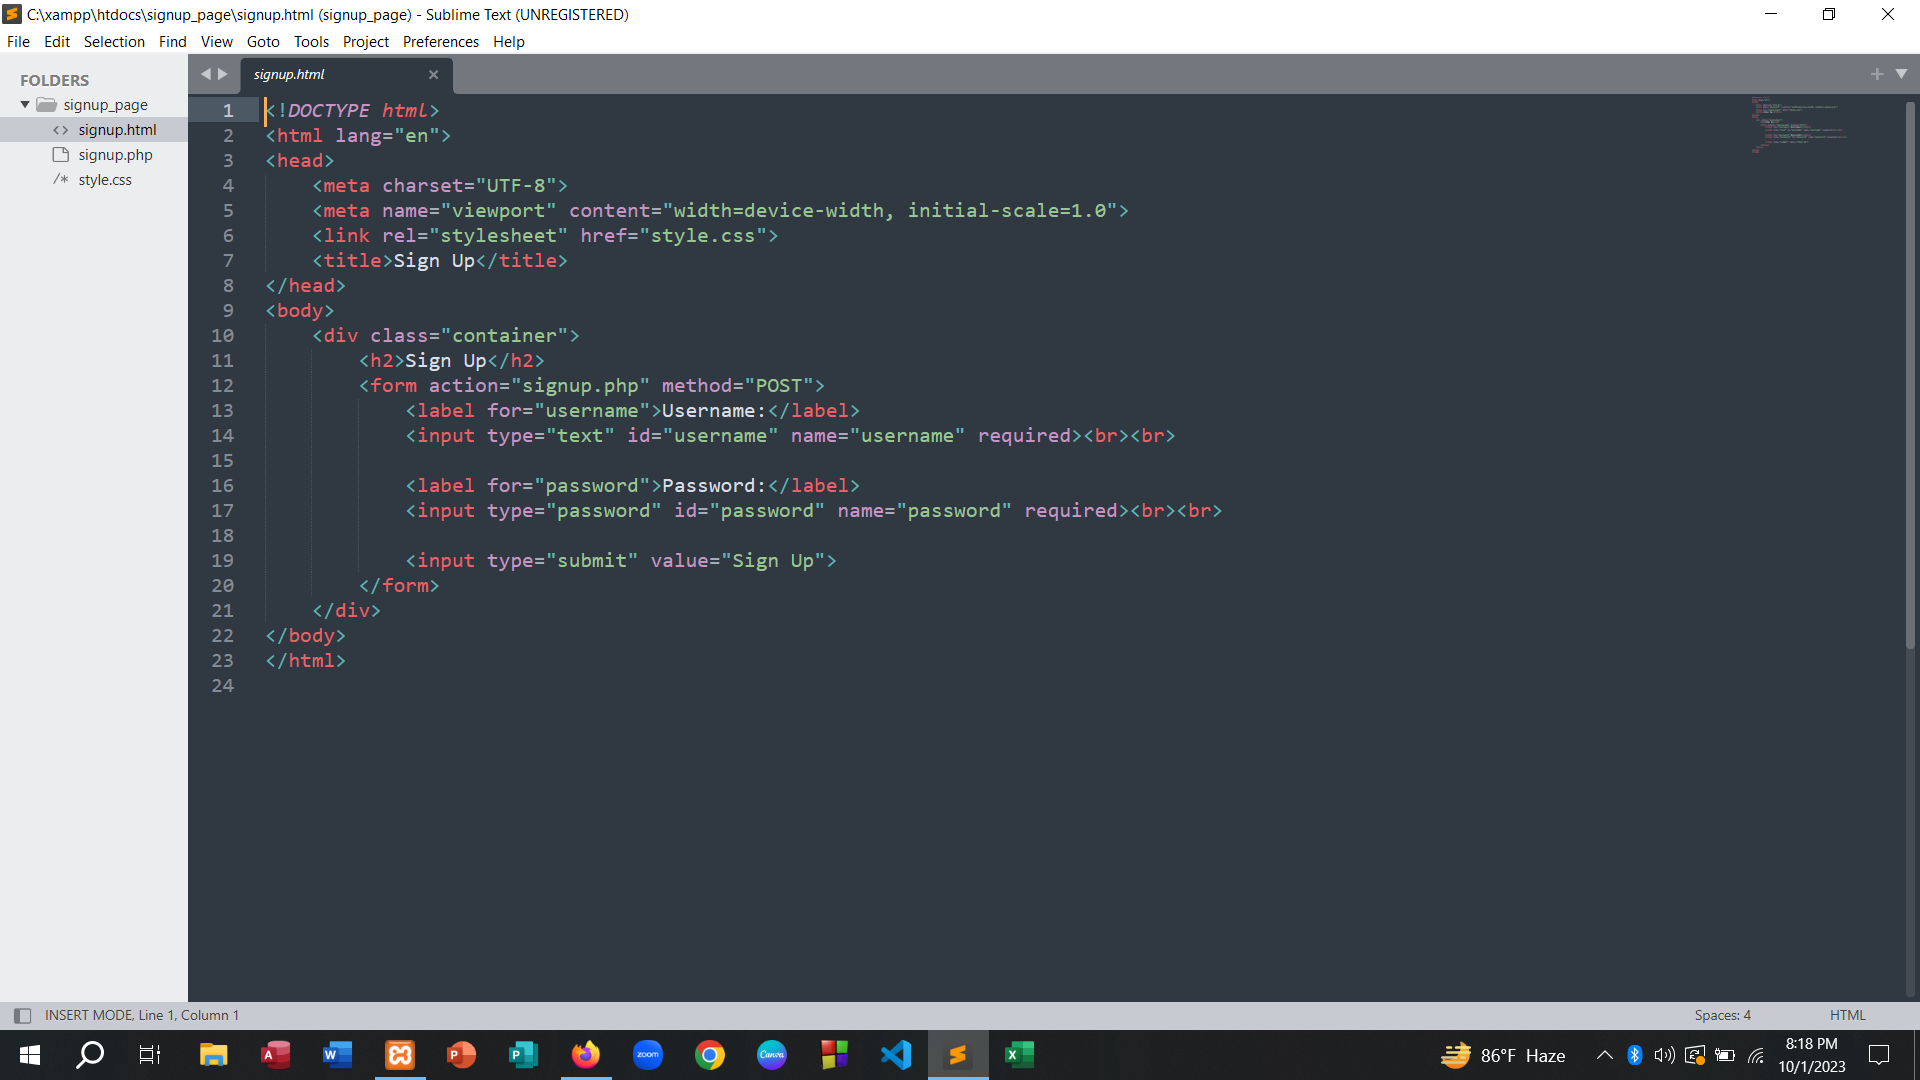 C:\xampp\htdocs\signup_page\signup.html (signup_page) - Sublime Text (UNREGISTERED)
File Edit Selection Find View Goto Tools Project Preferences Help
FOLDERS
signup_page
signup.html
signup.php
/* style.css
signup.html
1 <!DOCTYPE html>
2 <html lang="en">
3 <head>
4     <meta charset="UTF-8">
5     <meta name="viewport" content="width=device-width, initial-scale=1.0">
6     <link rel="stylesheet" href="style.css">
7     <title>Sign Up</title>
8 </head>
9 <body>
10     <div class="container">
11         <h2>Sign Up</h2>
12         <form action="signup.php" method="POST">
13             <label for="username">Username:</label>
14             <input type="text" id="username" name="username" required><br><br>
15
16             <label for="password">Password:</label>
17             <input type="password" id="password" name="password" required><br><br>
18
19             <input type="submit" value="Sign Up">
20         </form>
21     </div>
22 </body>
23 </html>
24
INSERT MODE, Line 1, Column 1
Spaces: 4
HTML
zoom
Canva
86°F Haze
8:18 PM
10/1/2023